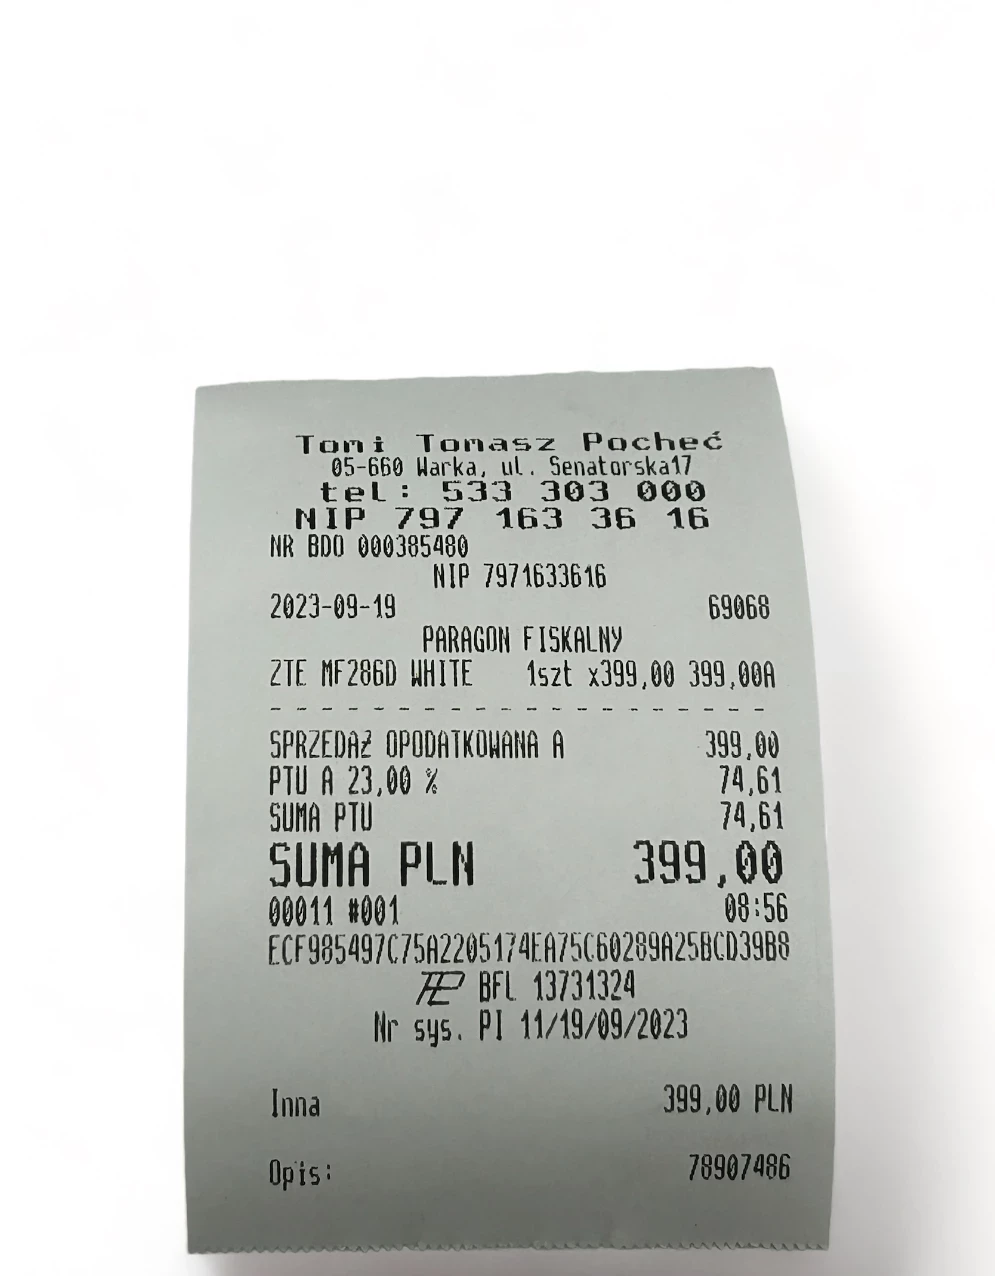 Tomi Tomasz Pocheć
05-660 Warka, ul. Senatorska17
tel: 533 303 000
NIP 797 163 36 16
NR BDO 000385480
NIP 7971633616
2023-09-19 69068
PARAGON FISKALNY
ZTE MF286D WHITE 1szt x399,00 399,00A
- - - - - - - - - - - - - - - - - - - -
SPRZEDAŻ OPODATKOWANA A 399,00
PTU A 23,00 % 74,61
SUMA PTU 74,61
SUMA PLN 399,00
00011 #001 08:56
ECF985497C75A2205174EA75C60289A25BCD39B8
BFL 13731324
Nr sys. PI 11/19/09/2023
Inna 399,00 PLN
Opis: 78907486